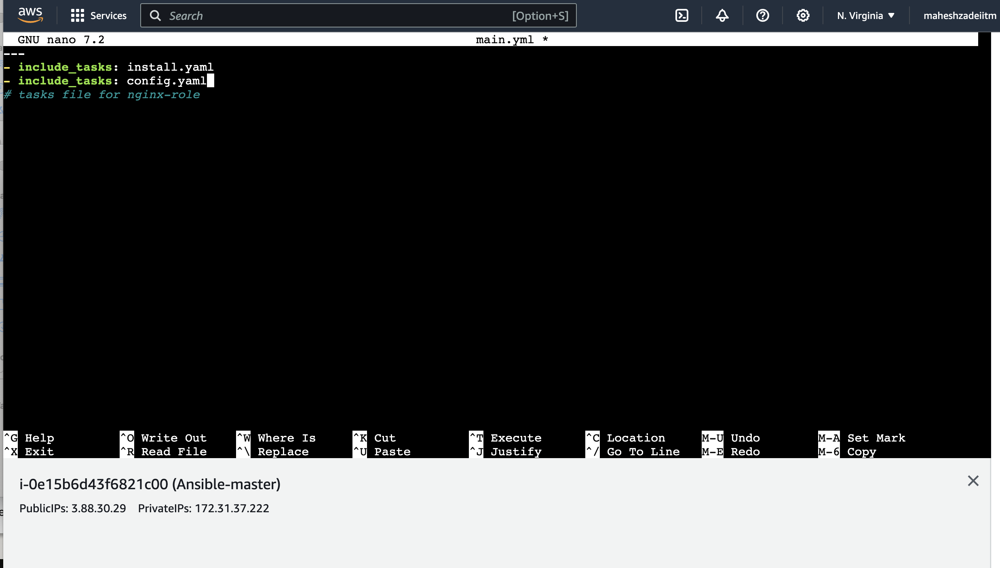 aws Services Search [Option+S] N. Virginia maheshzadeiitm
GNU nano 7.2 main.yml *
---
- include_tasks: install.yaml
- include_tasks: config.yaml
# tasks file for nginx-role
^G Help ^O Write Out ^W Where Is ^K Cut ^T Execute ^C Location M-U Undo M-A Set Mark
^X Exit ^R Read File ^\ Replace ^U Paste ^J Justify ^/ Go To Line M-E Redo M-6 Copy
i-0e15b6d43f6821c00 (Ansible-master)
PublicIPs: 3.88.30.29 PrivateIPs: 172.31.37.222